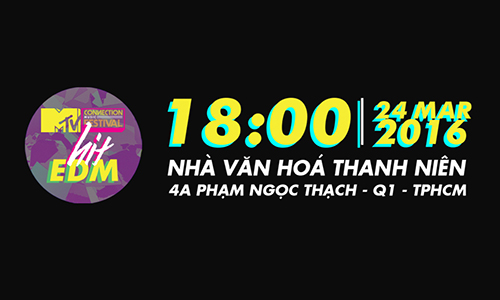 MTV
CONNECTION
FESTIVAL
hit
EDM
18:00
24 MAR
2016
NHÀ VĂN HOÁ THANH NIÊN
4A PHẠM NGỌC THẠCH - Q1 - TPHCM